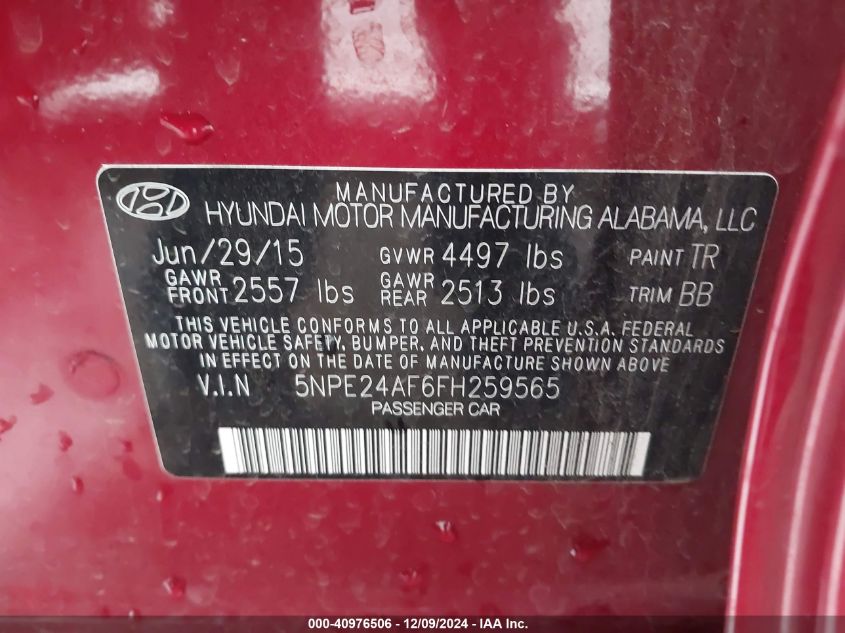 MANUFACTURED BY
HYUNDAI MOTOR MANUFACTURING ALABAMA, LLC
Jun/29/15 GVWR 4497 lbs PAINT TR
GAWR FRONT 2557 lbs GAWR REAR 2513 lbs TRIM BB
THIS VEHICLE CONFORMS TO ALL APPLICABLE U.S.A. FEDERAL
MOTOR VEHICLE SAFETY, BUMPER, AND THEFT PREVENTION STANDARDS
IN EFFECT ON THE DATE OF MANUFACTURE SHOWN ABOVE
V.I.N 5NPE24AF6FH259565
PASSENGER CAR
000-40976506 - 12/09/2024 - IAA Inc.